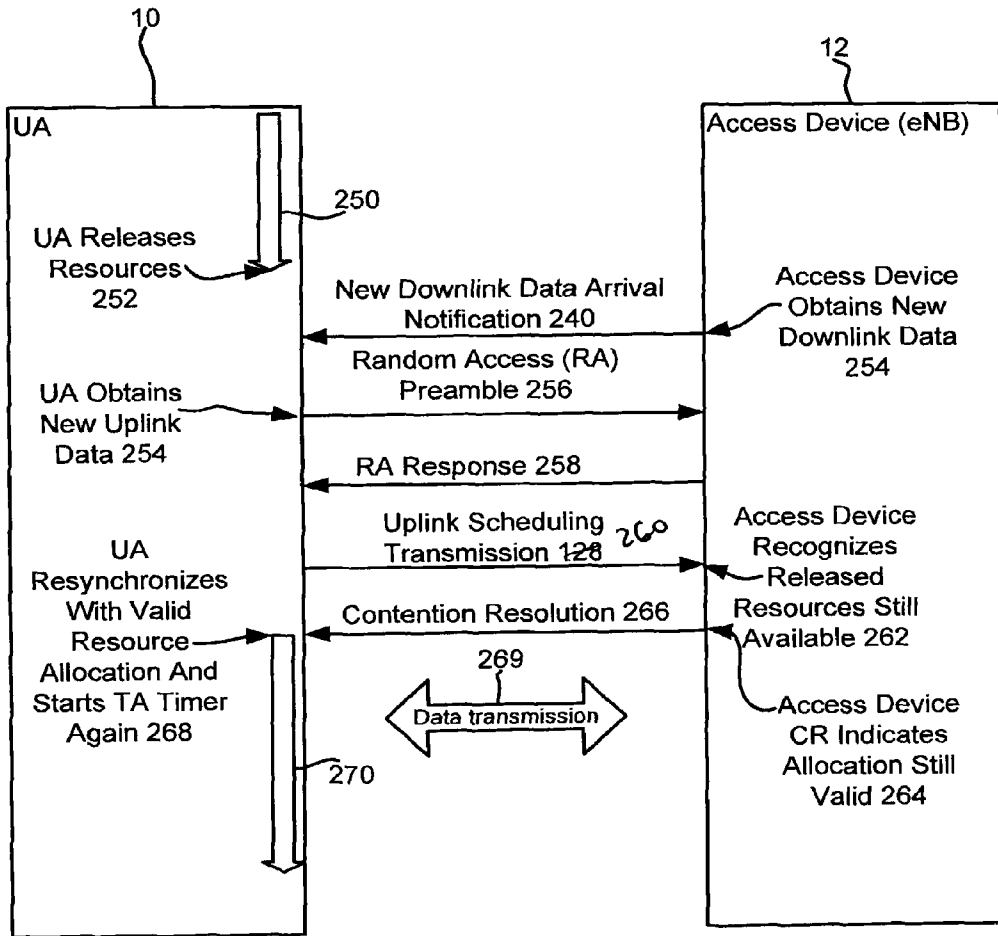 10
12
UA
Access Device (eNB)
250
UA Releases
Resources
252
New Downlink Data Arrival
Notification 240
Access Device
Obtains New
Downlink Data
254
Random Access (RA)
Preamble 256
UA Obtains
New Uplink
Data 254
RA Response 258
Uplink Scheduling
Transmission 128 260
Access Device
Recognizes
Released
Resources Still
Available 262
UA
Resynchronizes
With Valid
Resource
Allocation And
Starts TA Timer
Again 268
Contention Resolution 266
269
Data transmission
Access Device
CR Indicates
Allocation Still
Valid 264
270